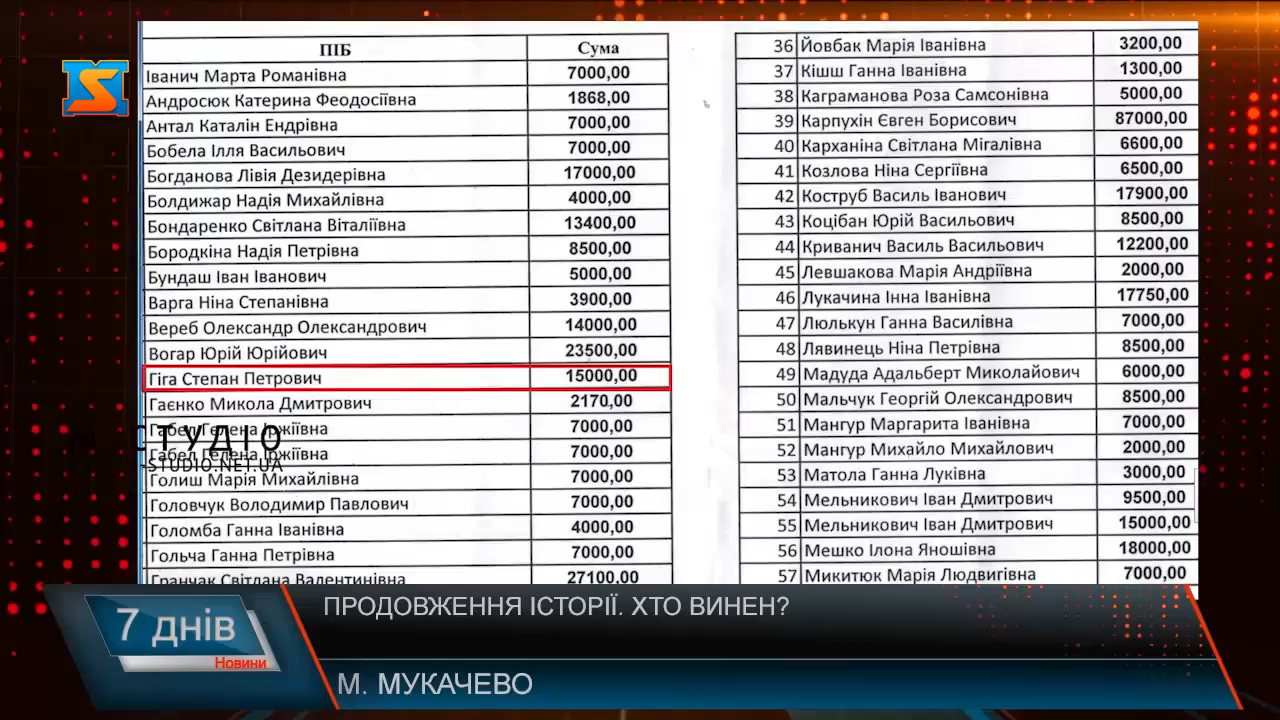 ПІБ Сума
Іванич Марта Романівна 7000,00
Андросюк Катерина Феодосіївна 1868,00
Антал Каталін Ендрівна 7000,00
Бобела Ілля Васильович 7000,00
Богданова Лівія Дезидерівна 17000,00
Болдижар Надія Михайлівна 4000,00
Бондаренко Світлана Віталіївна 13400,00
Бородкіна Надія Петрівна 8500,00
Бундаш Іван Іванович 5000,00
Варга Ніна Степанівна 3900,00
Вереб Олександр Олександрович 14000,00
Вогар Юрій Юрійович 23500,00
Гіга Степан Петрович 15000,00
Гаєнко Микола Дмитрович 2170,00
Габел Гелена Іржіївна 7000,00
Габел Гелена Іржіївна 7000,00
Голиш Марія Михайлівна 7000,00
Головчук Володимир Павлович 7000,00
Голомба Ганна Іванівна 4000,00
Гольча Ганна Петрівна 7000,00
Гранчак Світлана Валентинівна 27100,00
36 Йовбак Марія Іванівна 3200,00
37 Кішш Ганна Іванівна 1300,00
38 Каграманова Роза Самсонівна 5000,00
39 Карпухін Євген Борисович 87000,00
40 Карханіна Світлана Мігалівна 6600,00
41 Козлова Ніна Сергіївна 6500,00
42 Коструб Василь Іванович 17900,00
43 Коцібан Юрій Васильович 8500,00
44 Криванич Василь Васильович 12200,00
45 Левшакова Марія Андріївна 2000,00
46 Лукачина Інна Іванівна 17750,00
47 Люлькун Ганна Василівна 7000,00
48 Лявинець Ніна Петрівна 8500,00
49 Мадуда Адальберт Миколайович 6000,00
50 Мальчук Георгій Олександрович 8500,00
51 Мангур Маргарита Іванівна 7000,00
52 Мангур Михайло Михайлович 2000,00
53 Матола Ганна Луківна 3000,00
54 Мельникович Іван Дмитрович 9500,00
55 Мельникович Іван Дмитрович 15000,00
56 Мешко Ілона Яношівна 18000,00
57 Микитюк Марія Людвигівна 7000,00
СТУДІО
-STUDIO.NET.UA
7 днів
Новини
ПРОДОВЖЕННЯ ІСТОРІЇ. ХТО ВИНЕН?
М. МУКАЧЕВО